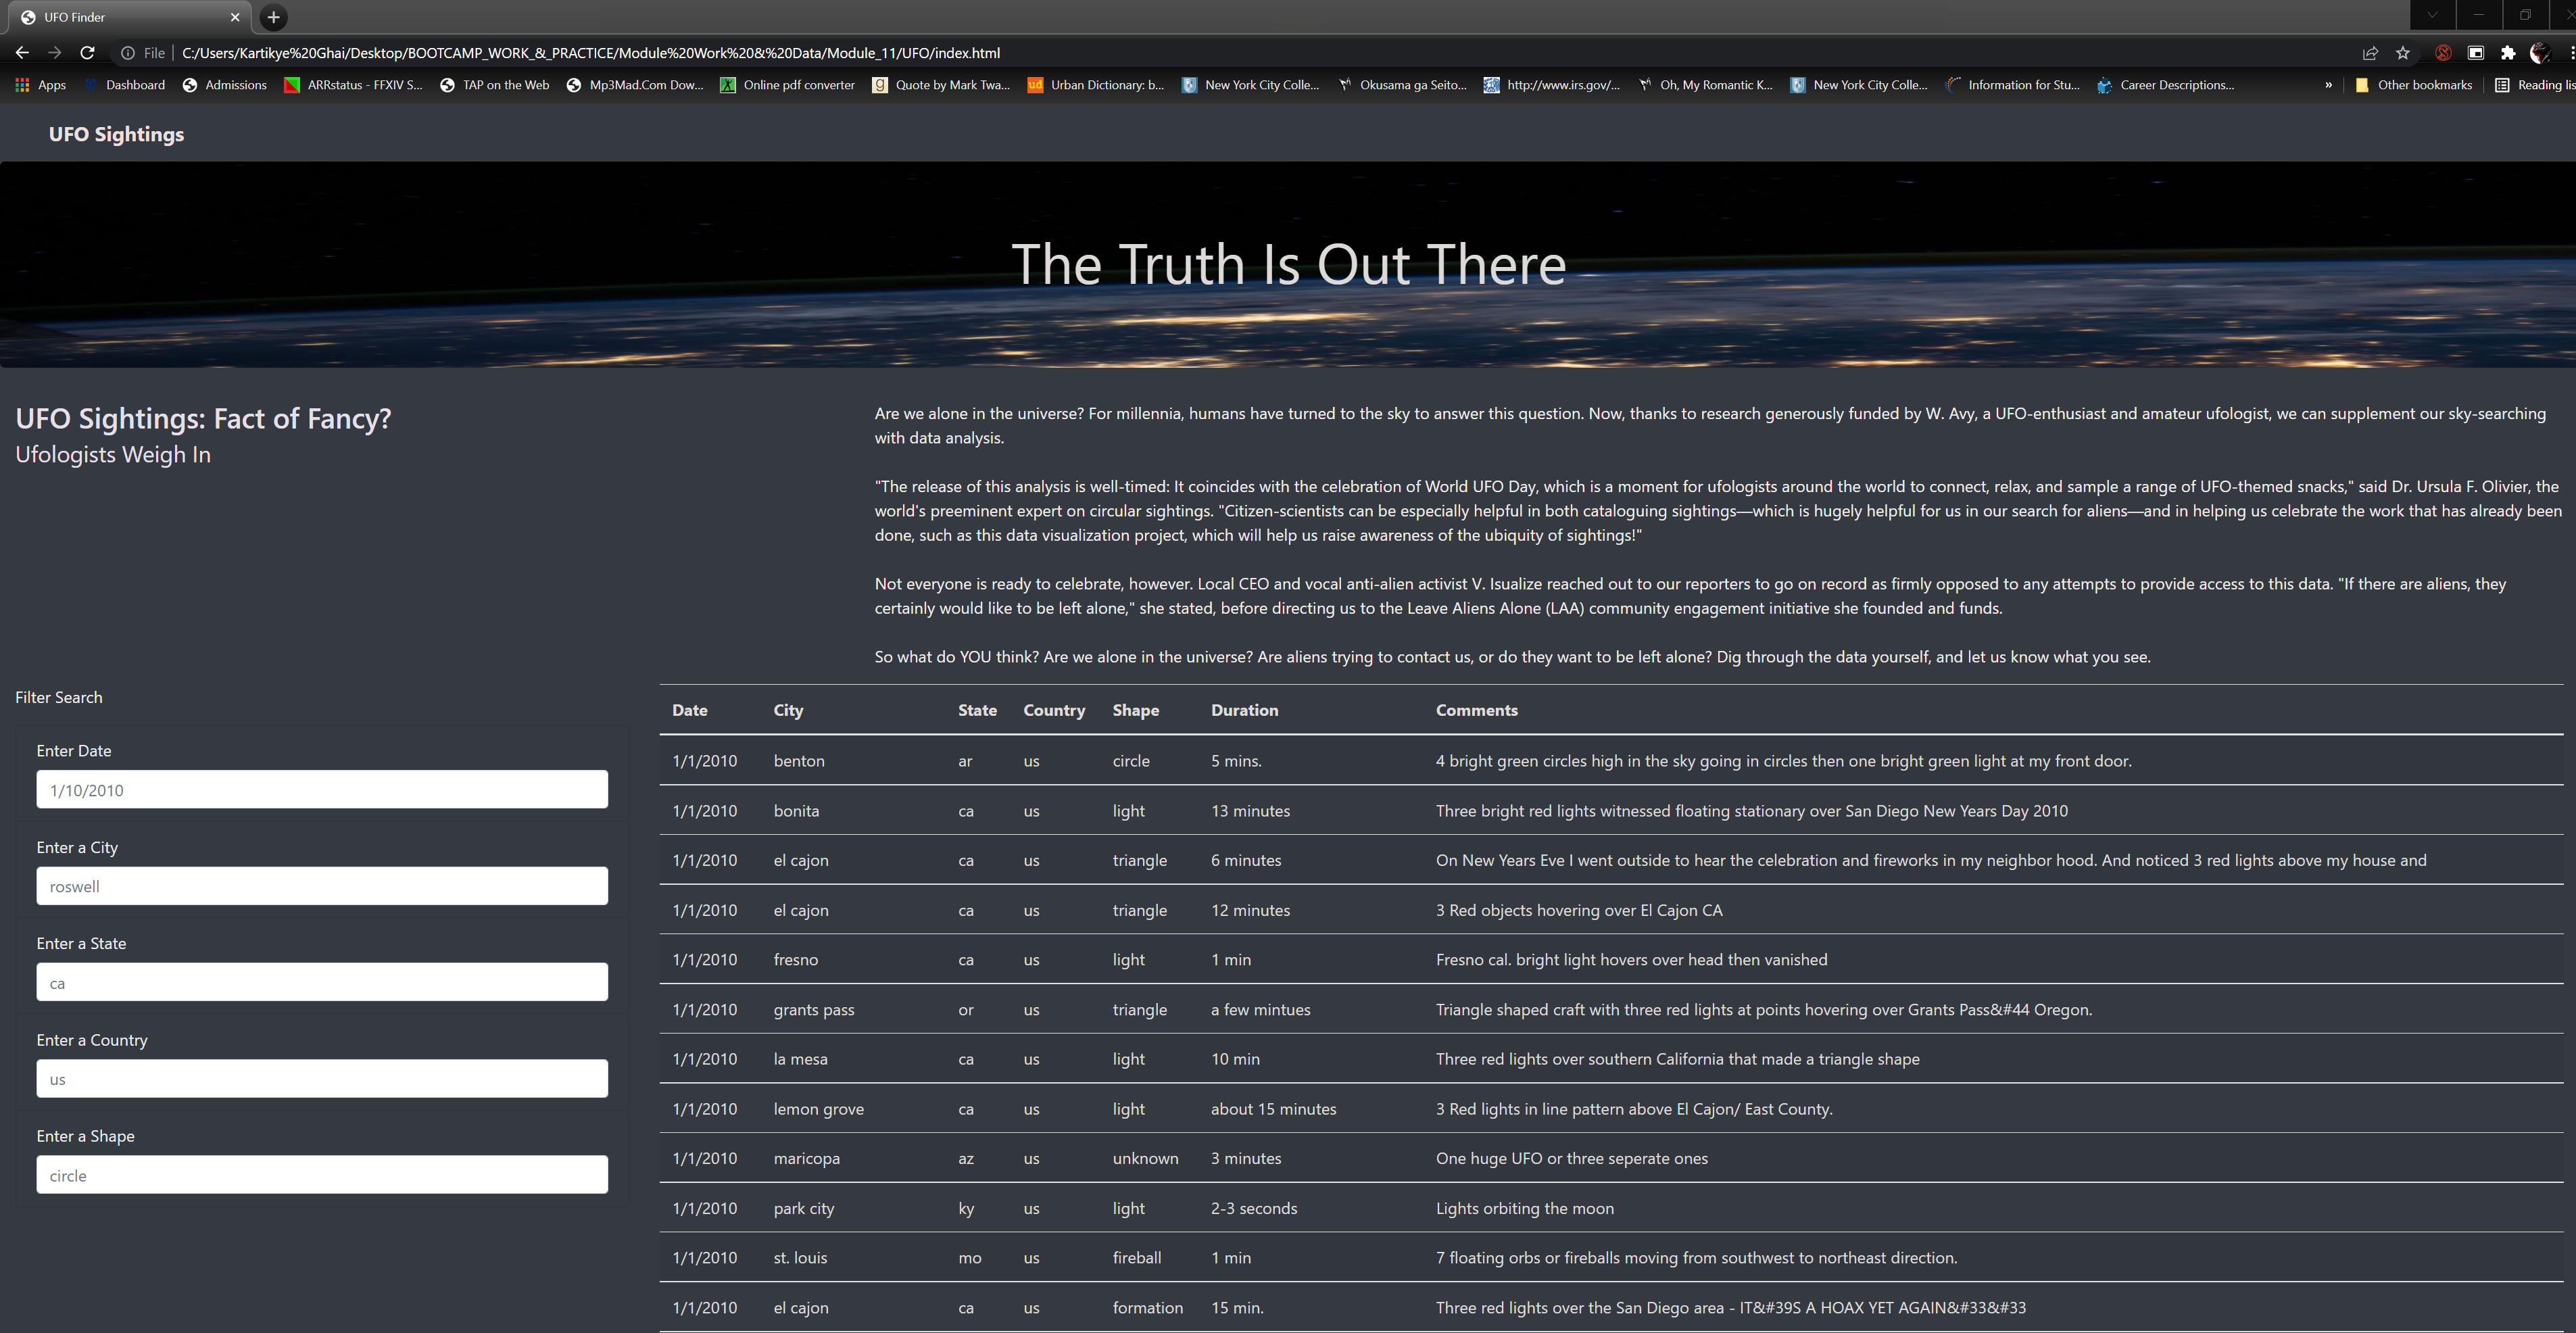 UFO Finder
File C:/Users/Kartikye%20Ghai/Desktop/BOOTCAMP_WORK_&_PRACTICE/Module%20Work%20&%20Data/Module_11/UFO/index.html
Apps Dashboard Admissions ARRstatus - FFXIV S... TAP on the Web Mp3Mad.Com Dow... Online pdf converter g Quote by Mark Twa... ud Urban Dictionary: b... New York City Colle... Okusama ga Seito... http://www.irs.gov/... Oh, My Romantic K... New York City Colle... Information for Stu... Career Descriptions... » Other bookmarks Reading lis
UFO Sightings
The Truth Is Out There
UFO Sightings: Fact of Fancy?
Ufologists Weigh In
Are we alone in the universe? For millennia, humans have turned to the sky to answer this question. Now, thanks to research generously funded by W. Avy, a UFO-enthusiast and amateur ufologist, we can supplement our sky-searching
with data analysis.
"The release of this analysis is well-timed: It coincides with the celebration of World UFO Day, which is a moment for ufologists around the world to connect, relax, and sample a range of UFO-themed snacks," said Dr. Ursula F. Olivier, the
world's preeminent expert on circular sightings. "Citizen-scientists can be especially helpful in both cataloguing sightings—which is hugely helpful for us in our search for aliens—and in helping us celebrate the work that has already been
done, such as this data visualization project, which will help us raise awareness of the ubiquity of sightings!"
Not everyone is ready to celebrate, however. Local CEO and vocal anti-alien activist V. Isualize reached out to our reporters to go on record as firmly opposed to any attempts to provide access to this data. "If there are aliens, they
certainly would like to be left alone," she stated, before directing us to the Leave Aliens Alone (LAA) community engagement initiative she founded and funds.
So what do YOU think? Are we alone in the universe? Are aliens trying to contact us, or do they want to be left alone? Dig through the data yourself, and let us know what you see.
Filter Search
Enter Date
1/10/2010
Enter a City
roswell
Enter a State
ca
Enter a Country
us
Enter a Shape
circle
Date City State Country Shape Duration Comments
1/1/2010 benton ar us circle 5 mins. 4 bright green circles high in the sky going in circles then one bright green light at my front door.
1/1/2010 bonita ca us light 13 minutes Three bright red lights witnessed floating stationary over San Diego New Years Day 2010
1/1/2010 el cajon ca us triangle 6 minutes On New Years Eve I went outside to hear the celebration and fireworks in my neighbor hood. And noticed 3 red lights above my house and
1/1/2010 el cajon ca us triangle 12 minutes 3 Red objects hovering over El Cajon CA
1/1/2010 fresno ca us light 1 min Fresno cal. bright light hovers over head then vanished
1/1/2010 grants pass or us triangle a few mintues Triangle shaped craft with three red lights at points hovering over Grants Pass&#44 Oregon.
1/1/2010 la mesa ca us light 10 min Three red lights over southern California that made a triangle shape
1/1/2010 lemon grove ca us light about 15 minutes 3 Red lights in line pattern above El Cajon/ East County.
1/1/2010 maricopa az us unknown 3 minutes One huge UFO or three seperate ones
1/1/2010 park city ky us light 2-3 seconds Lights orbiting the moon
1/1/2010 st. louis mo us fireball 1 min 7 floating orbs or fireballs moving from southwest to northeast direction.
1/1/2010 el cajon ca us formation 15 min. Three red lights over the San Diego area - IT&#39S A HOAX YET AGAIN&#33&#33